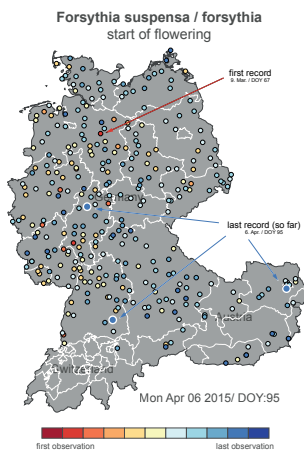 Forsythia suspensa / forsythia
start of flowering
first record
9. Mar. / DOY 67
Germany
last record (so far)
6. Apr. / DOY 95
Austria
Switzerland
Mon Apr 06 2015/ DOY:95
first observation
last observation